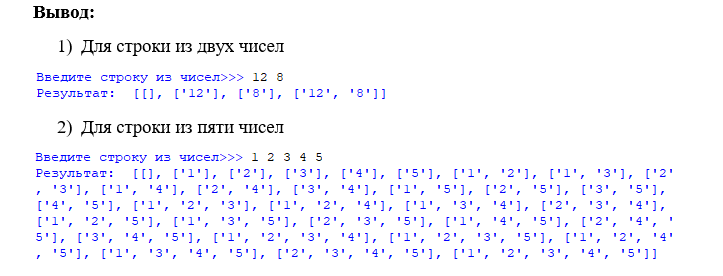 Вывод:
1) Для строки из двух чисел
Введите строку из чисел>>> 12 8
Результат:  [[], ['12'], ['8'], ['12', '8']]
2) Для строки из пяти чисел
Введите строку из чисел>>> 1 2 3 4 5
Результат:  [[], ['1'], ['2'], ['3'], ['4'], ['5'], ['1', '2'], ['1', '3'], ['2'
, '3'], ['1', '4'], ['2', '4'], ['3', '4'], ['1', '5'], ['2', '5'], ['3', '5'],
['4', '5'], ['1', '2', '3'], ['1', '2', '4'], ['1', '3', '4'], ['2', '3', '4'],
['1', '2', '5'], ['1', '3', '5'], ['2', '3', '5'], ['1', '4', '5'], ['2', '4', '
5'], ['3', '4', '5'], ['1', '2', '3', '4'], ['1', '2', '3', '5'], ['1', '2', '4'
, '5'], ['1', '3', '4', '5'], ['2', '3', '4', '5'], ['1', '2', '3', '4', '5']]